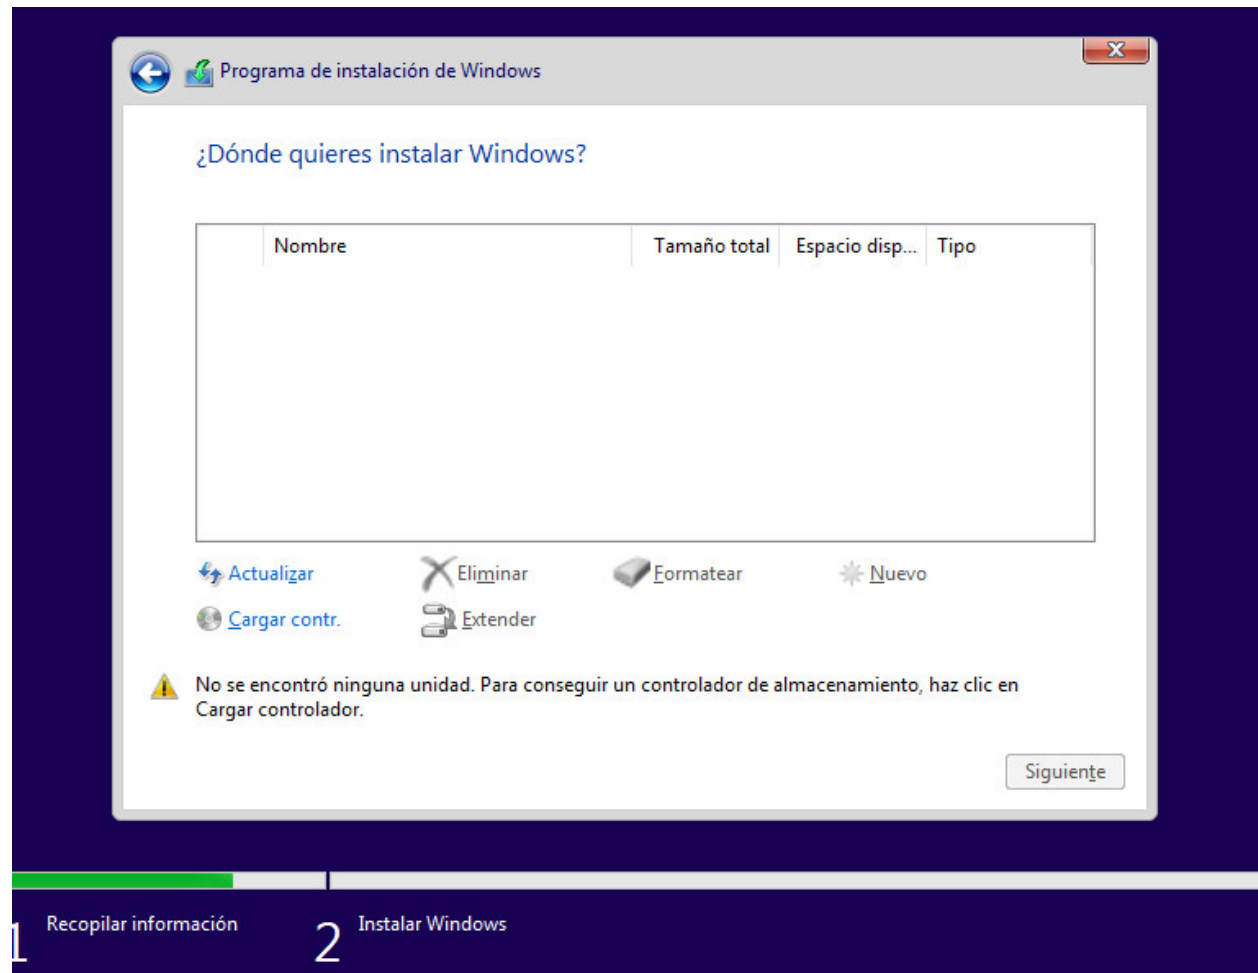 X
Programa de instalación de Windows
¿Dónde quieres instalar Windows?
Nombre Tamaño total Espacio disp... Tipo
Actualizar Eliminar Formatear Nuevo
Cargar contr. Extender
No se encontró ninguna unidad. Para conseguir un controlador de almacenamiento, haz clic en
Cargar controlador.
Siguiente
1 Recopilar información 2 Instalar Windows